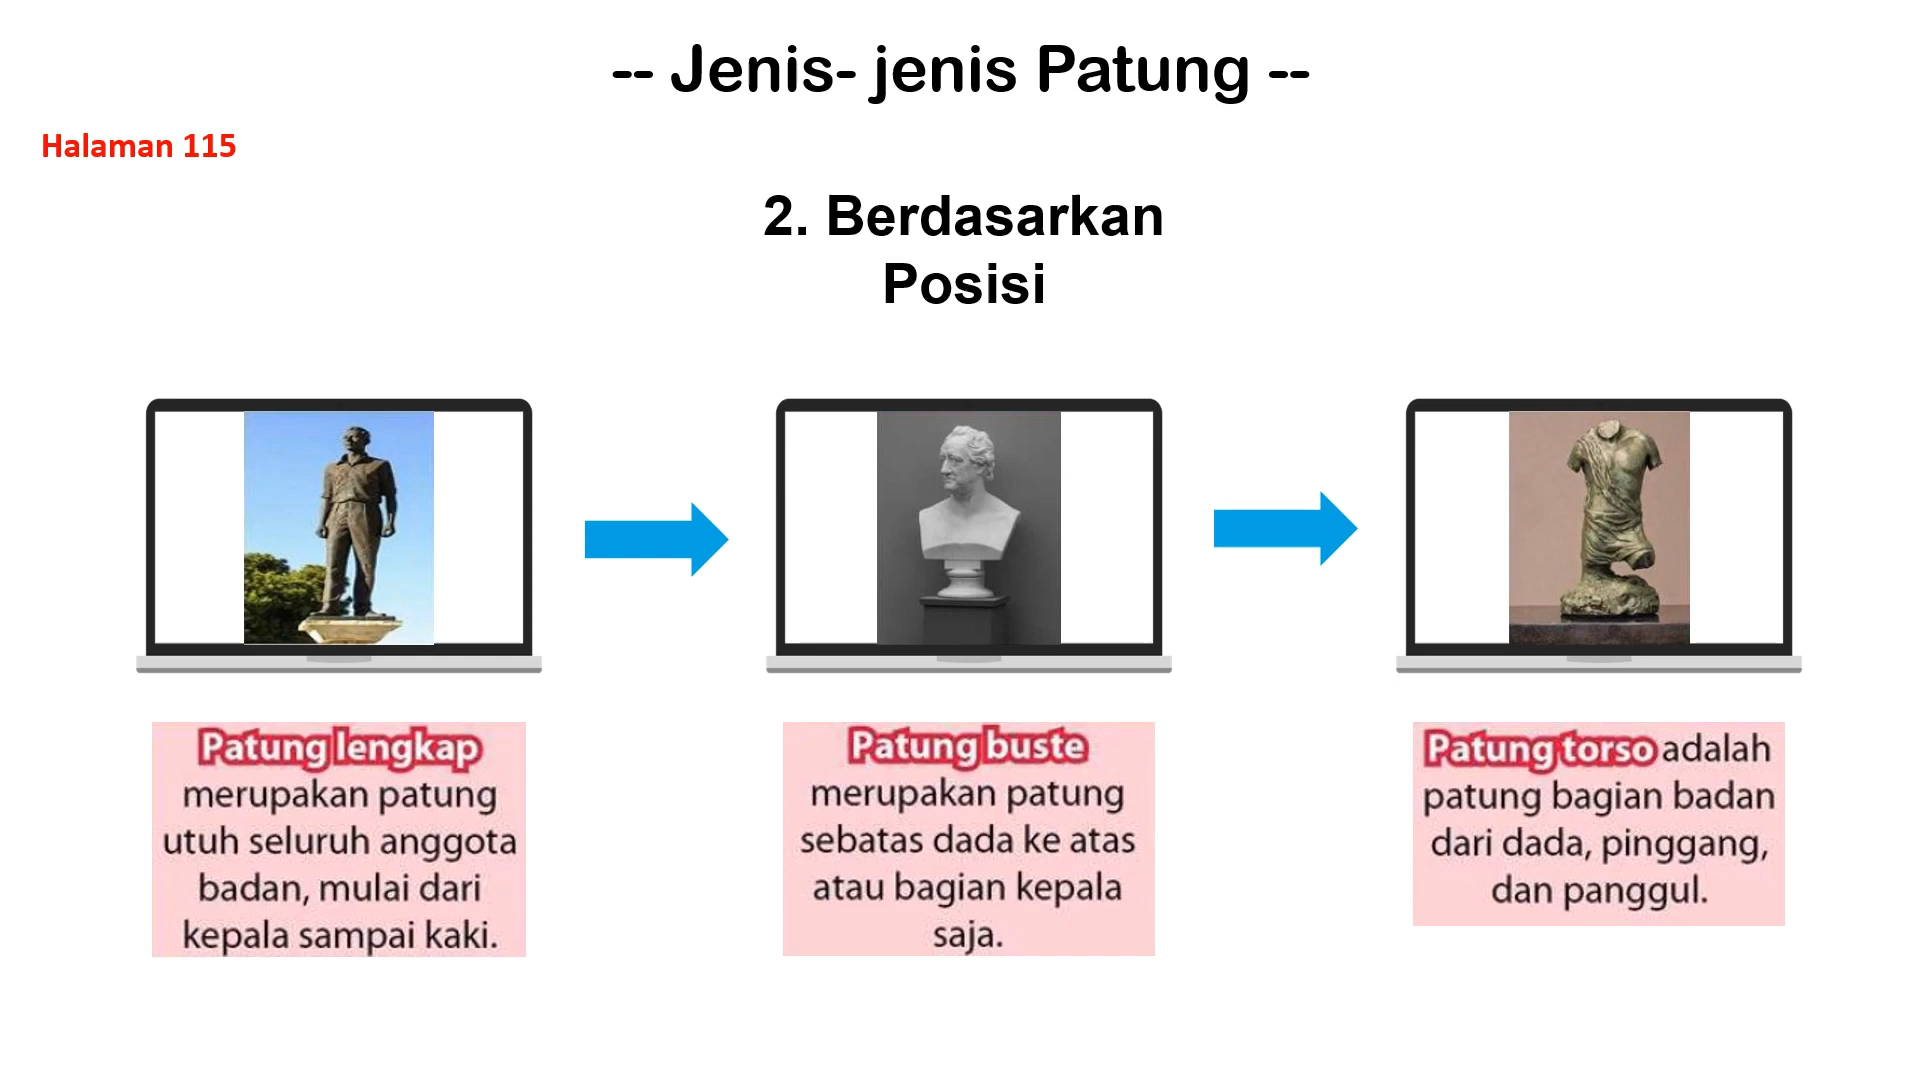 -- Jenis- jenis Patung --
Halaman 115
2. Berdasarkan
Posisi
Patung lengkap
merupakan patung
utuh seluruh anggota
badan, mulai dari
kepala sampai kaki.
Patung buste
merupakan patung
sebatas dada ke atas
atau bagian kepala
saja.
Patung torso adalah
patung bagian badan
dari dada, pinggang,
dan panggul.